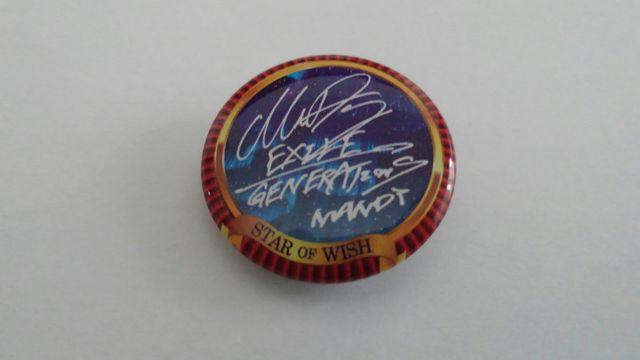 EXILE
GENERATIONS
MANDY
STAR OF WISH